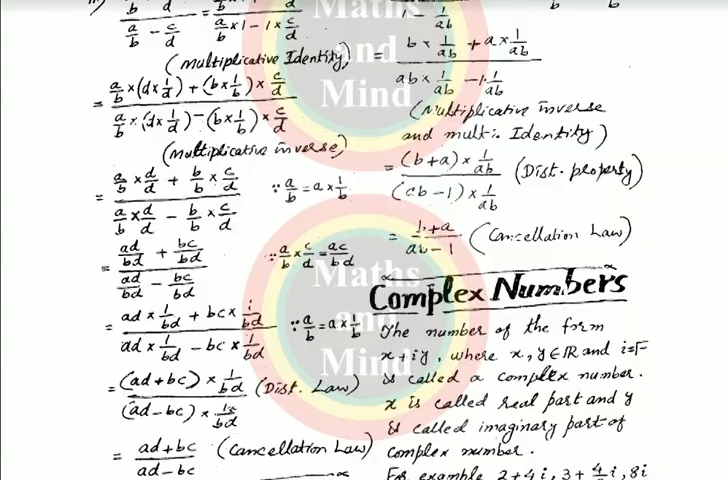 a/b - c/d = a/b × 1 - 1 × c/d
(Multiplicative Identity)
= a/b × (d × 1/d) + (b × 1/b) × c/d
a/b × (d × 1/d) - (b × 1/b) × c/d
(Multiplicative inverse)
= a/b × d/d + b/b × c/d ∵ a/b = a × 1/b
a/b × d/d - b/b × c/d
= ad/bd + bc/bd ∵ a/b × c/d = ac/bd
ad/bd - bc/bd
= ad × 1/bd + bc × 1/bd ∵ a/b = a × 1/b
ad × 1/bd - bc × 1/bd
= (ad + bc) × 1/bd (Dist. Law)
(ad - bc) × 1/bd
= ad + bc (Cancellation Law)
ad - bc
1 - 1/ab
= b × 1/ab + a × 1/ab
ab × 1/ab - 1·1/ab
(Multiplicative inverse
and multi: Identity)
= (b + a) × 1/ab (Dist. property)
(ab - 1) × 1/ab
= b + a (Cancellation Law)
ab - 1
Complex Numbers
The number of the form
x + iy, where x, y ∈ R and i = √-
is called a complex number.
x is called real part and y
is called imaginary part of
complex number.
For example 2 + 4i, 3 + 4/ i, 8i
Maths
and
Mind
Maths
and
Mind